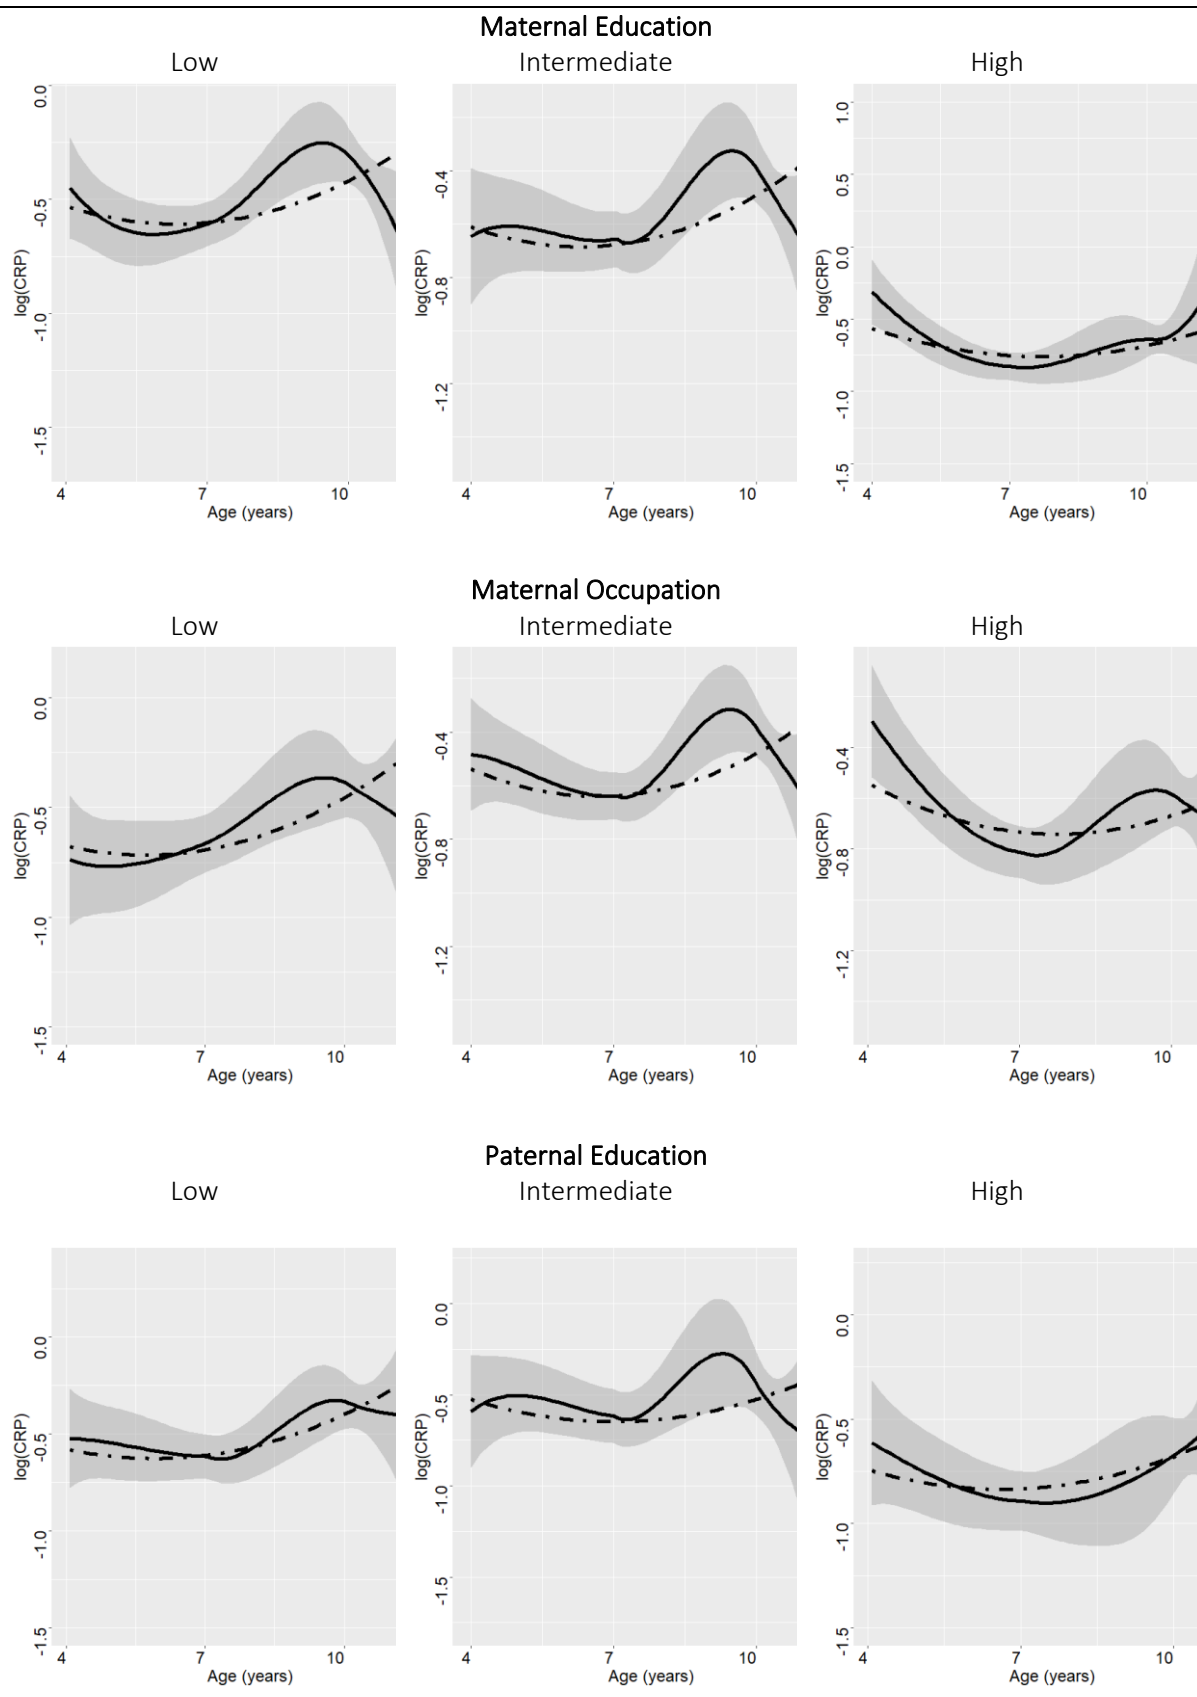 Maternal Education
Low Intermediate High
log(CRP) 0.0 -0.5 -1.0 -1.5
4 7 10
Age (years)
log(CRP) -0.4 -0.8 -1.2
4 7 10
Age (years)
log(CRP) 1.0 0.5 0.0 -0.5 -1.0 -1.5
4 7 10
Age (years)
Maternal Occupation
Low Intermediate High
log(CRP) 0.0 -0.5 -1.0 -1.5
4 7 10
Age (years)
log(CRP) -0.4 -0.8 -1.2
4 7 10
Age (years)
log(CRP) -0.4 -0.8 -1.2
4 7 10
Age (years)
Paternal Education
Low Intermediate High
log(CRP) 0.0 -0.5 -1.0 -1.5
4 7 10
Age (years)
log(CRP) 0.0 -0.5 -1.0 -1.5
4 7 10
Age (years)
log(CRP) 0.0 -0.5 -1.0 -1.5
4 7 10
Age (years)